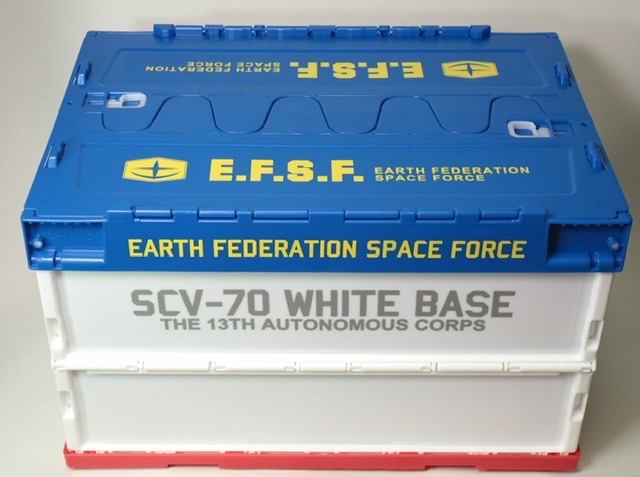 EARTH FEDERATION
SPACE FORCE
E.F.S.F.
E.F.S.F.
EARTH FEDERATION
SPACE FORCE
EARTH FEDERATION SPACE FORCE
SCV-70 WHITE BASE
THE 13TH AUTONOMOUS CORPS